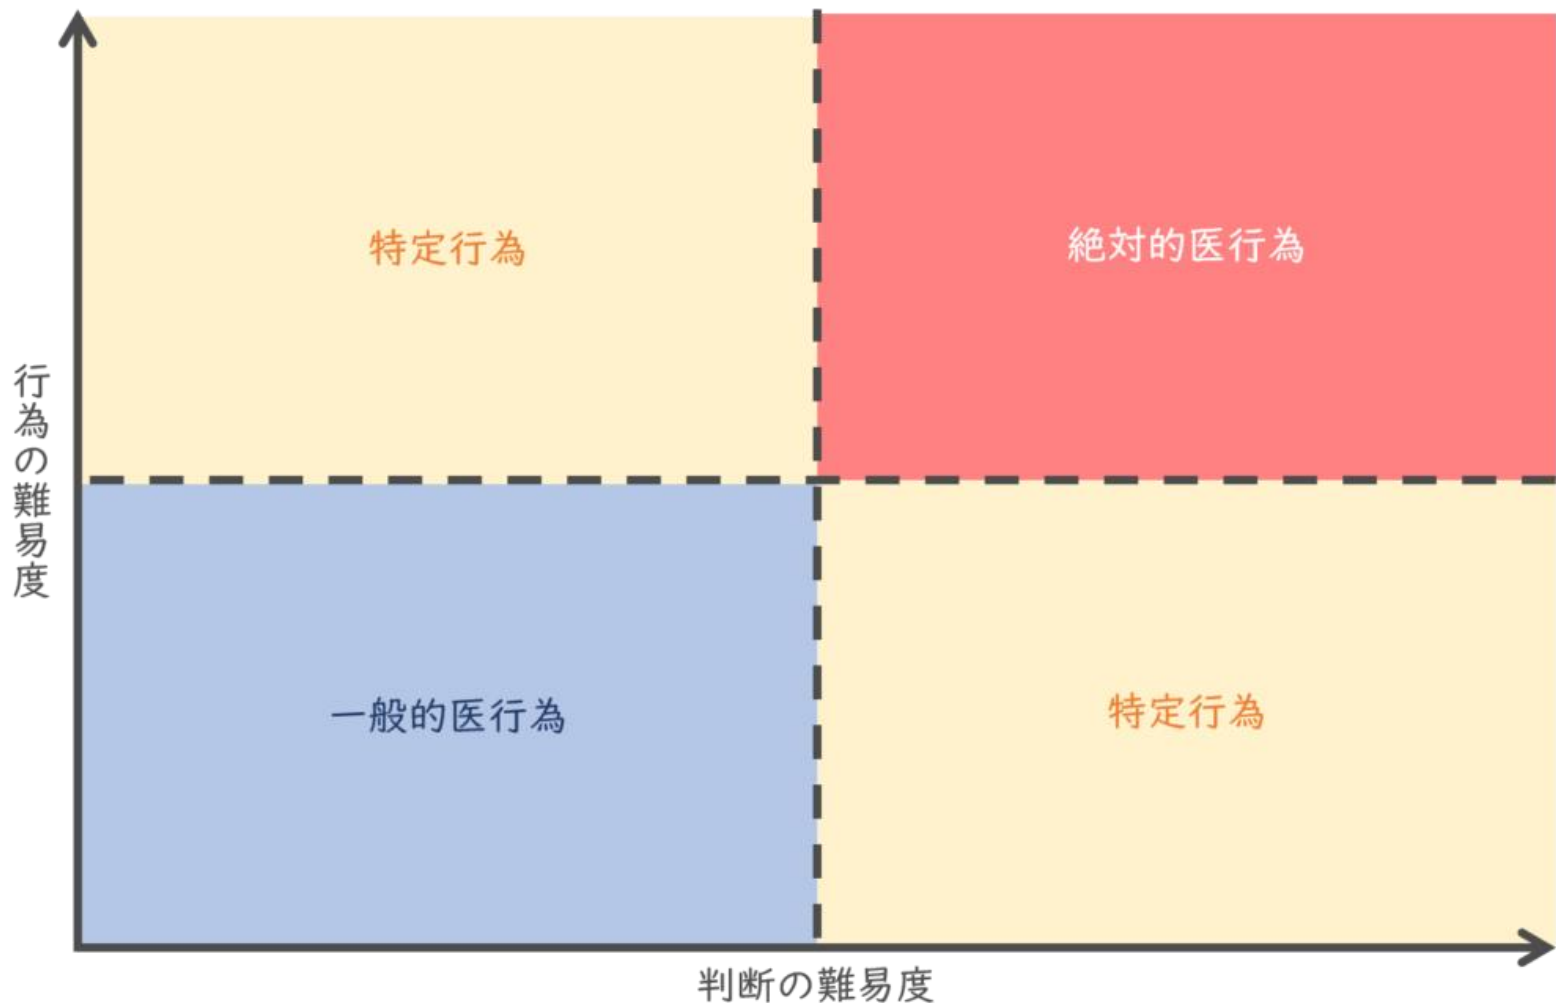 特定行為
絶対的医行為
行為の難易度
一般的医行為
特定行為
判断の難易度